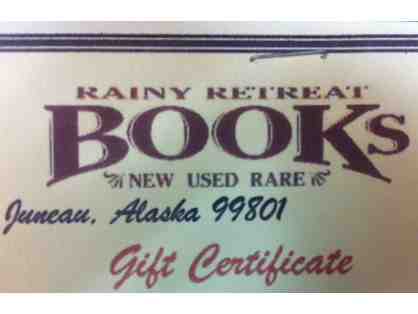 RAINY RETREAT
BOOKS
NEW USED RARE
Juneau, Alaska 99801
Gift Certificate